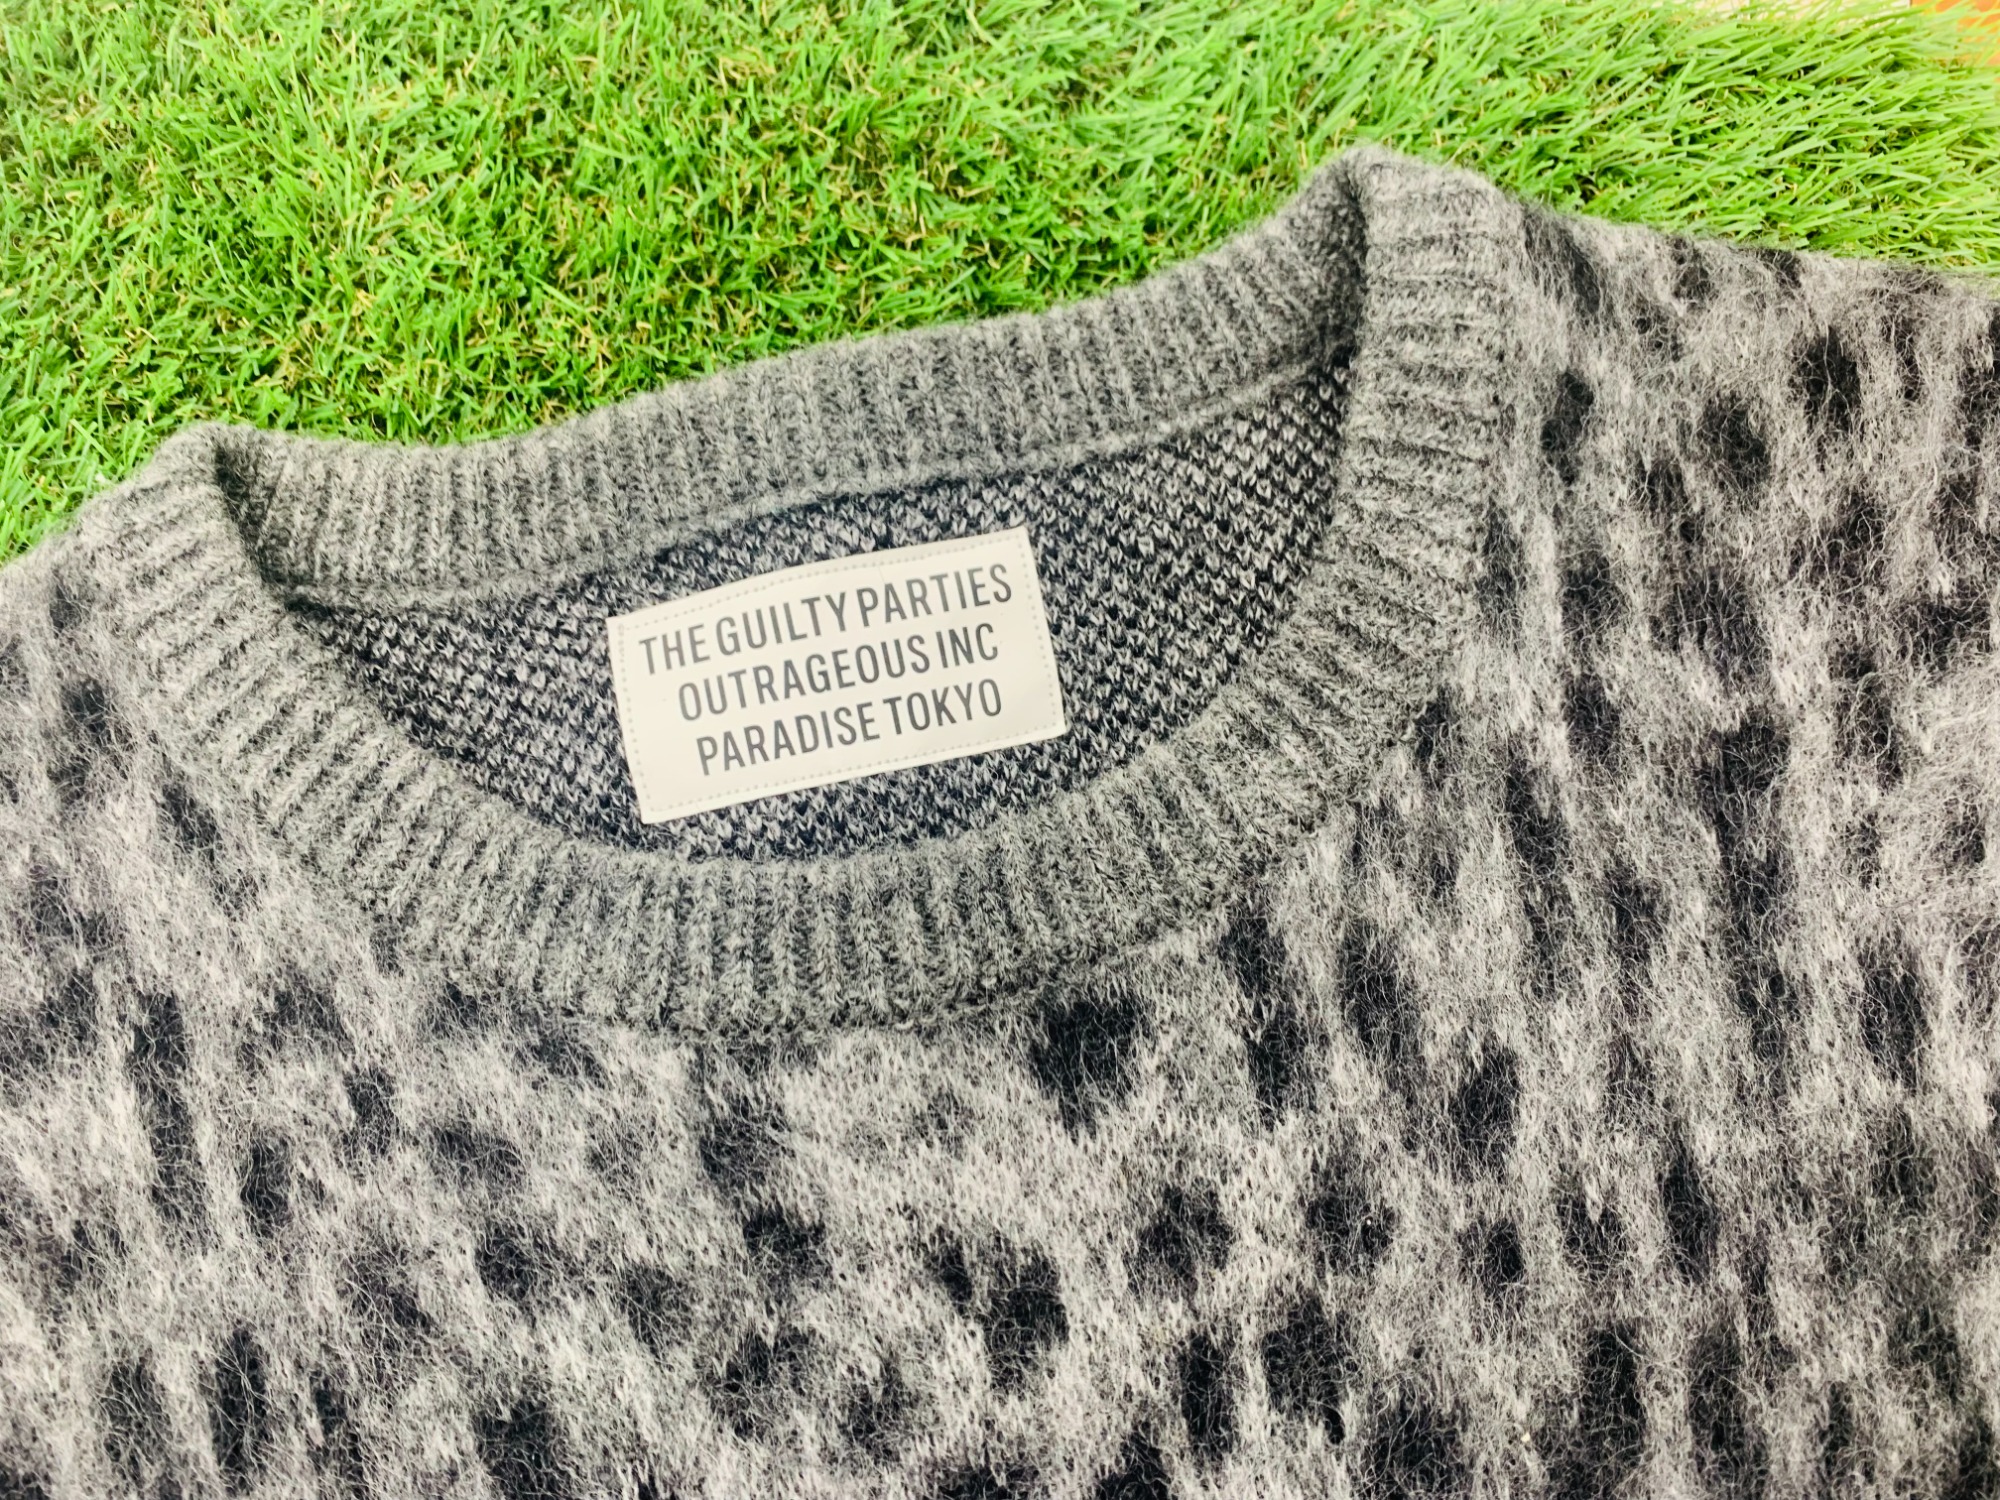 THE GUILTY PARTIES
OUTRAGEOUS INC
PARADISE TOKYO